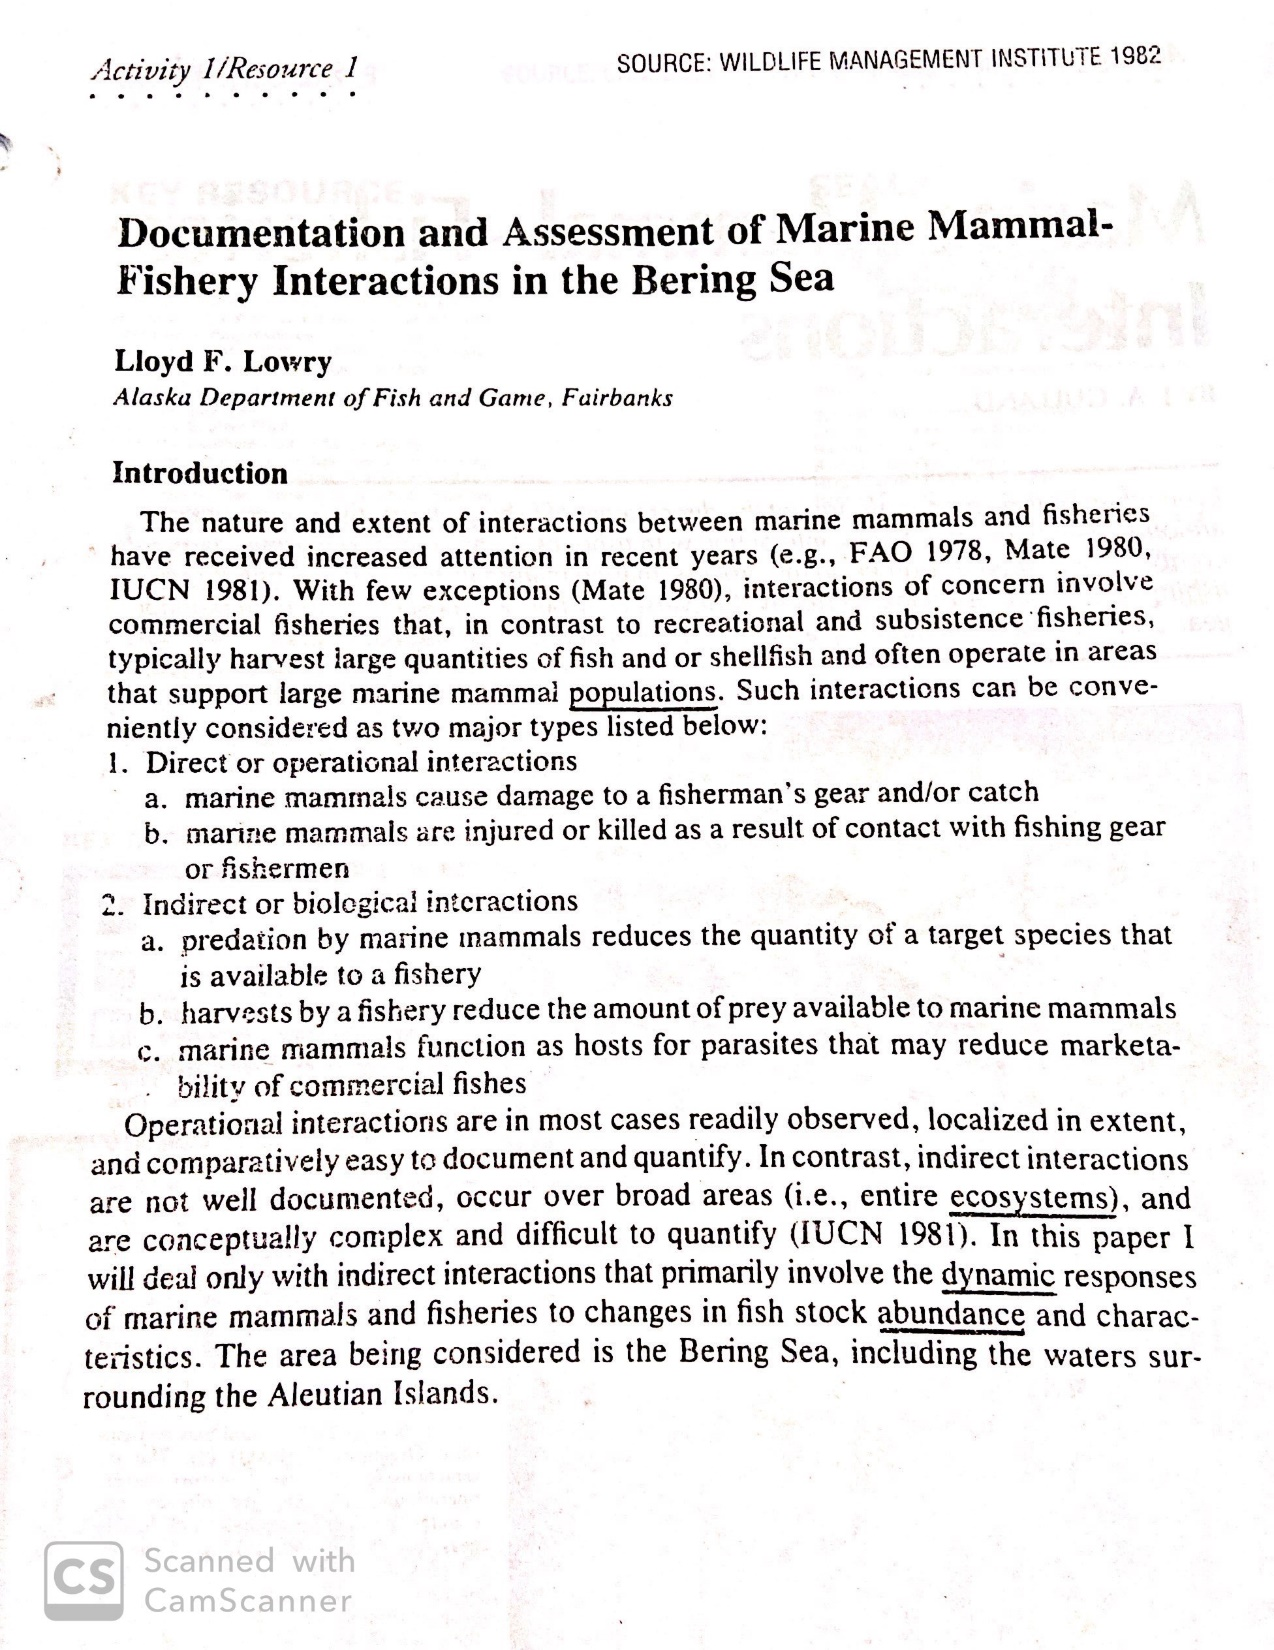 Activity 1/Resource 1
SOURCE: WILDLIFE MANAGEMENT INSTITUTE 1982
Documentation and Assessment of Marine Mammal-
Fishery Interactions in the Bering Sea
Lloyd F. Lowry
Alaska Department of Fish and Game, Fairbanks
Introduction
The nature and extent of interactions between marine mammals and fisheries
have received increased attention in recent years (e.g., FAO 1978, Mate 1980,
IUCN 1981). With few exceptions (Mate 1980), interactions of concern involve
commercial fisheries that, in contrast to recreational and subsistence fisheries,
typically harvest large quantities of fish and or shellfish and often operate in areas
that support large marine mammal populations. Such interactions can be conve-
niently considered as two major types listed below:
1. Direct or operational interactions
a. marine mammals cause damage to a fisherman's gear and/or catch
b. marine mammals are injured or killed as a result of contact with fishing gear
or fishermen
2. Indirect or biological interactions
a. predation by marine mammals reduces the quantity of a target species that
is available to a fishery
b. harvests by a fishery reduce the amount of prey available to marine mammals
c. marine mammals function as hosts for parasites that may reduce marketa-
bility of commercial fishes
Operational interactions are in most cases readily observed, localized in extent,
and comparatively easy to document and quantify. In contrast, indirect interactions
are not well documented, occur over broad areas (i.e., entire ecosystems), and
are conceptually complex and difficult to quantify (IUCN 1981). In this paper I
will deal only with indirect interactions that primarily involve the dynamic responses
of marine mammals and fisheries to changes in fish stock abundance and charac-
teristics. The area being considered is the Bering Sea, including the waters sur-
rounding the Aleutian Islands.
CS
Scanned with
CamScanner